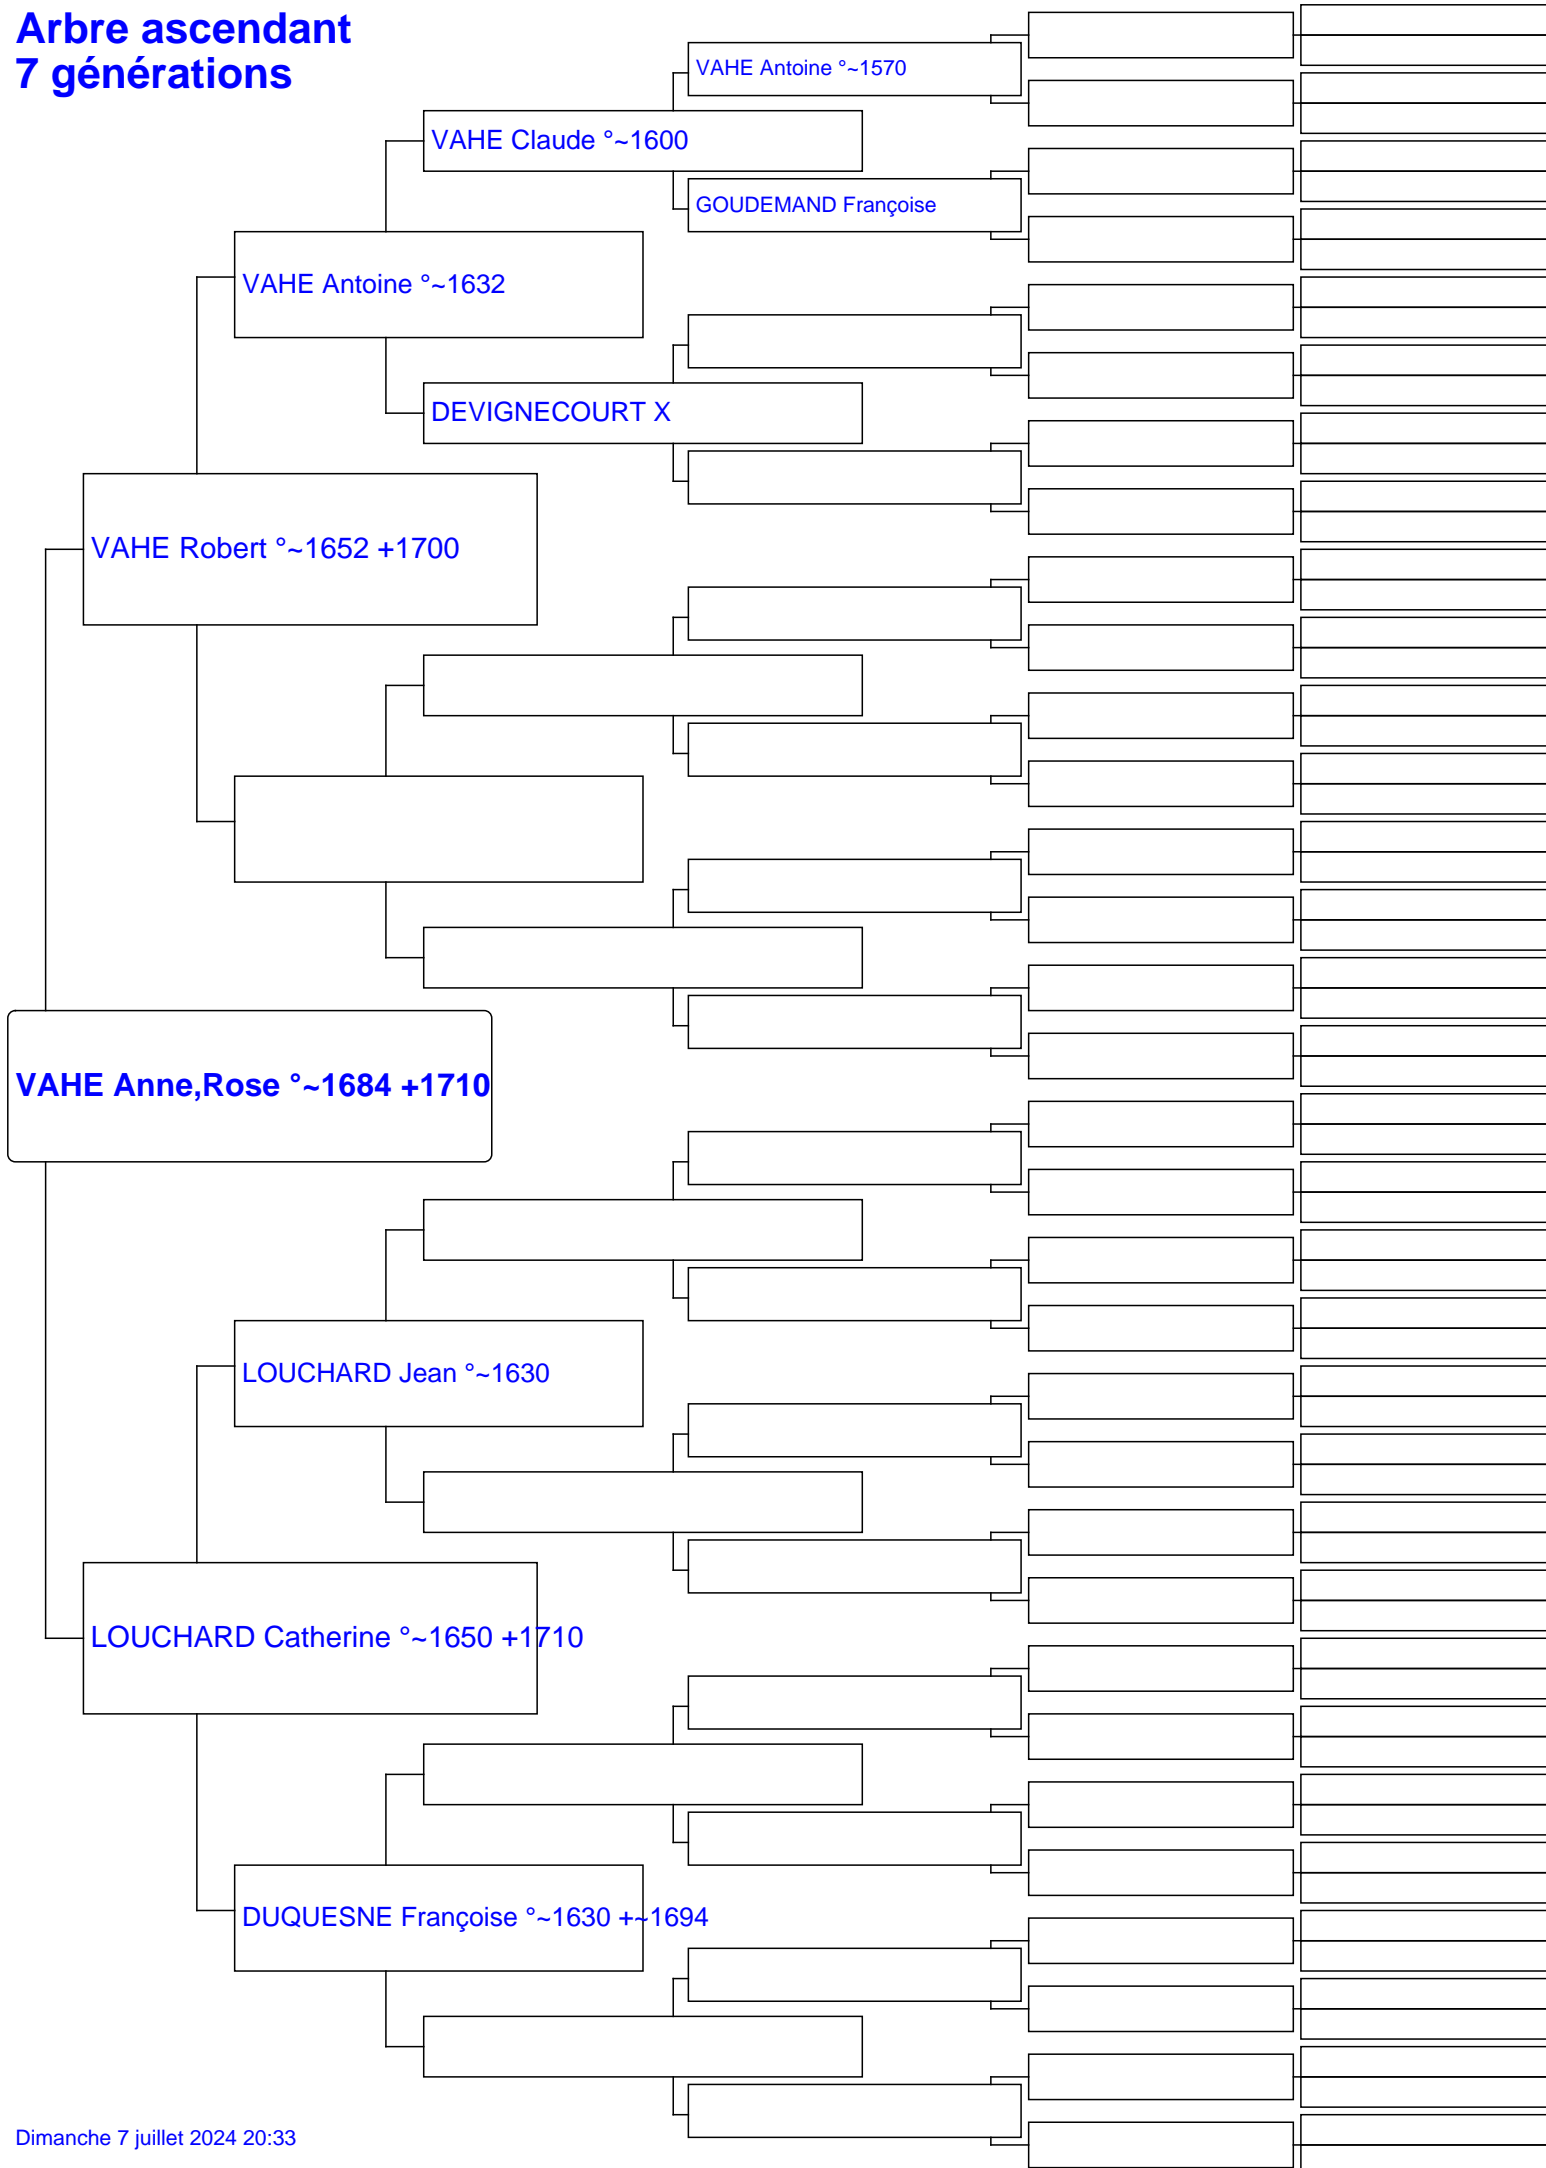 Arbre ascendant
7 générations
VAHE Antoine °~1570
VAHE Claude °~1600
GOUDEMAND Françoise
VAHE Antoine °~1632
DEVIGNECOURT X
VAHE Robert °~1652 +1700
VAHE Anne,Rose °~1684 +1710
LOUCHARD Jean °~1630
LOUCHARD Catherine °~1650 +1710
DUQUESNE Françoise °~1630 +~1694
Dimanche 7 juillet 2024 20:33